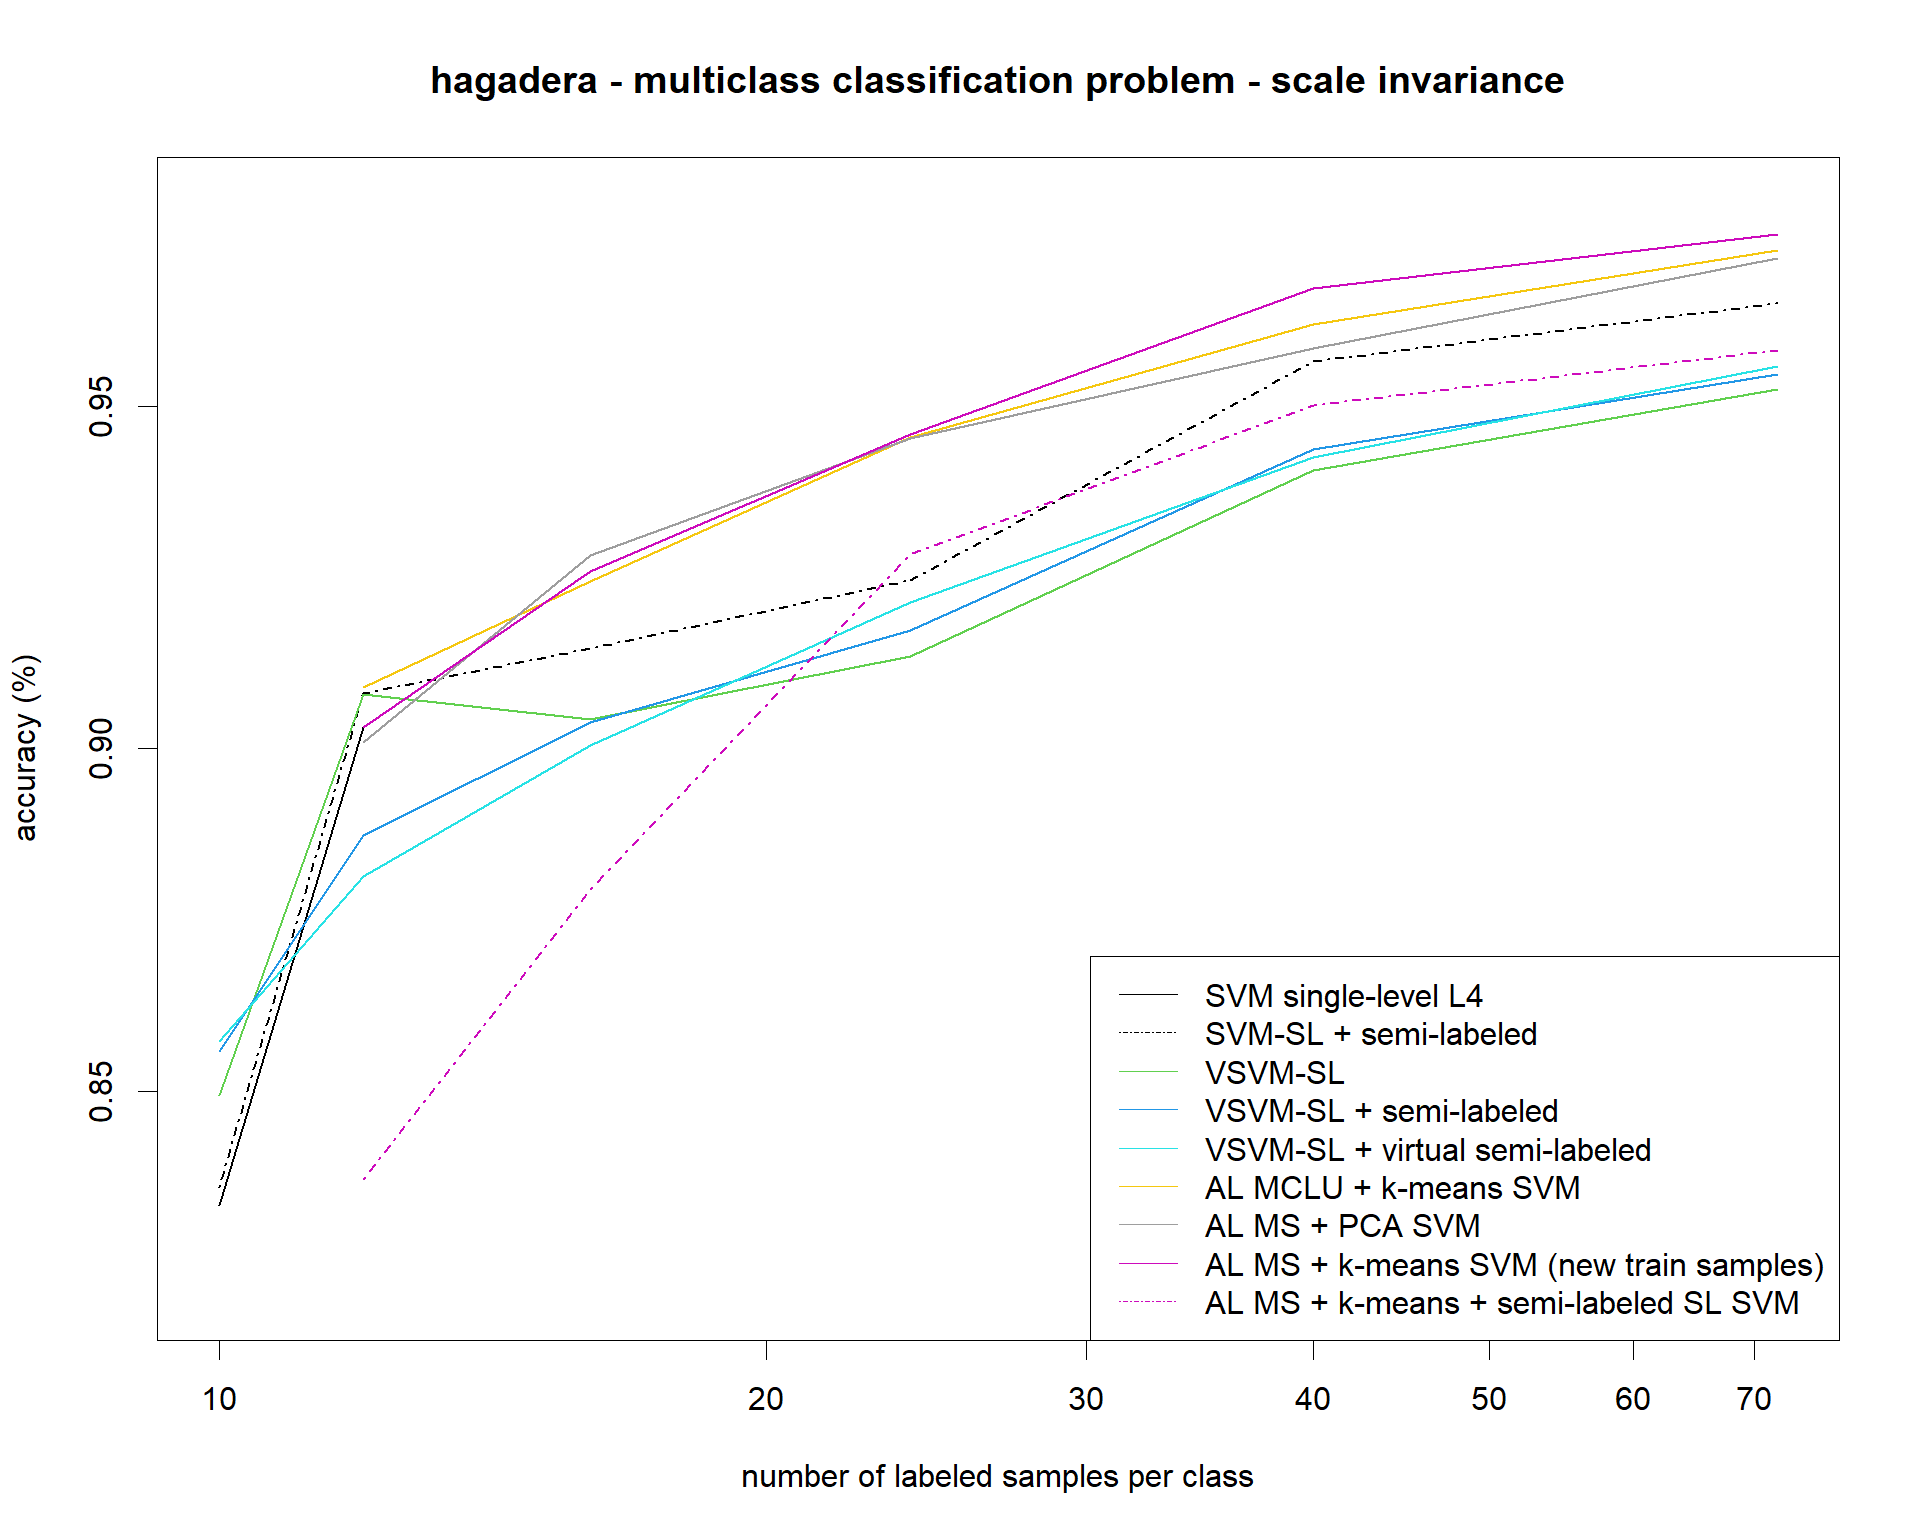 hagadera - multiclass classification problem - scale invariance
accuracy (%)
0.95
0.90
0.85
SVM single-level L4
SVM-SL + semi-labeled
VSVM-SL
VSVM-SL + semi-labeled
VSVM-SL + virtual semi-labeled
AL MCLU + k-means SVM
AL MS + PCA SVM
AL MS + k-means SVM (new train samples)
AL MS + k-means + semi-labeled SL SVM
10 20 30 40 50 60 70
number of labeled samples per class